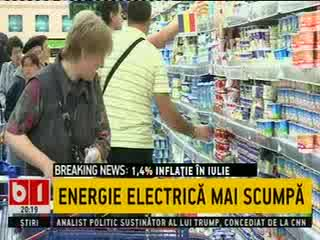 BREAKING NEWS: 1,4% INFLAȚIE ÎN IULIE
B1
ENERGIE ELECTRICĂ MAI SCUMPĂ
20:19
ȘTIRI
ANALIST POLITIC SUSȚINĂTOR AL LUI TRUMP, CONCEDIAT DE LA CNN
B1